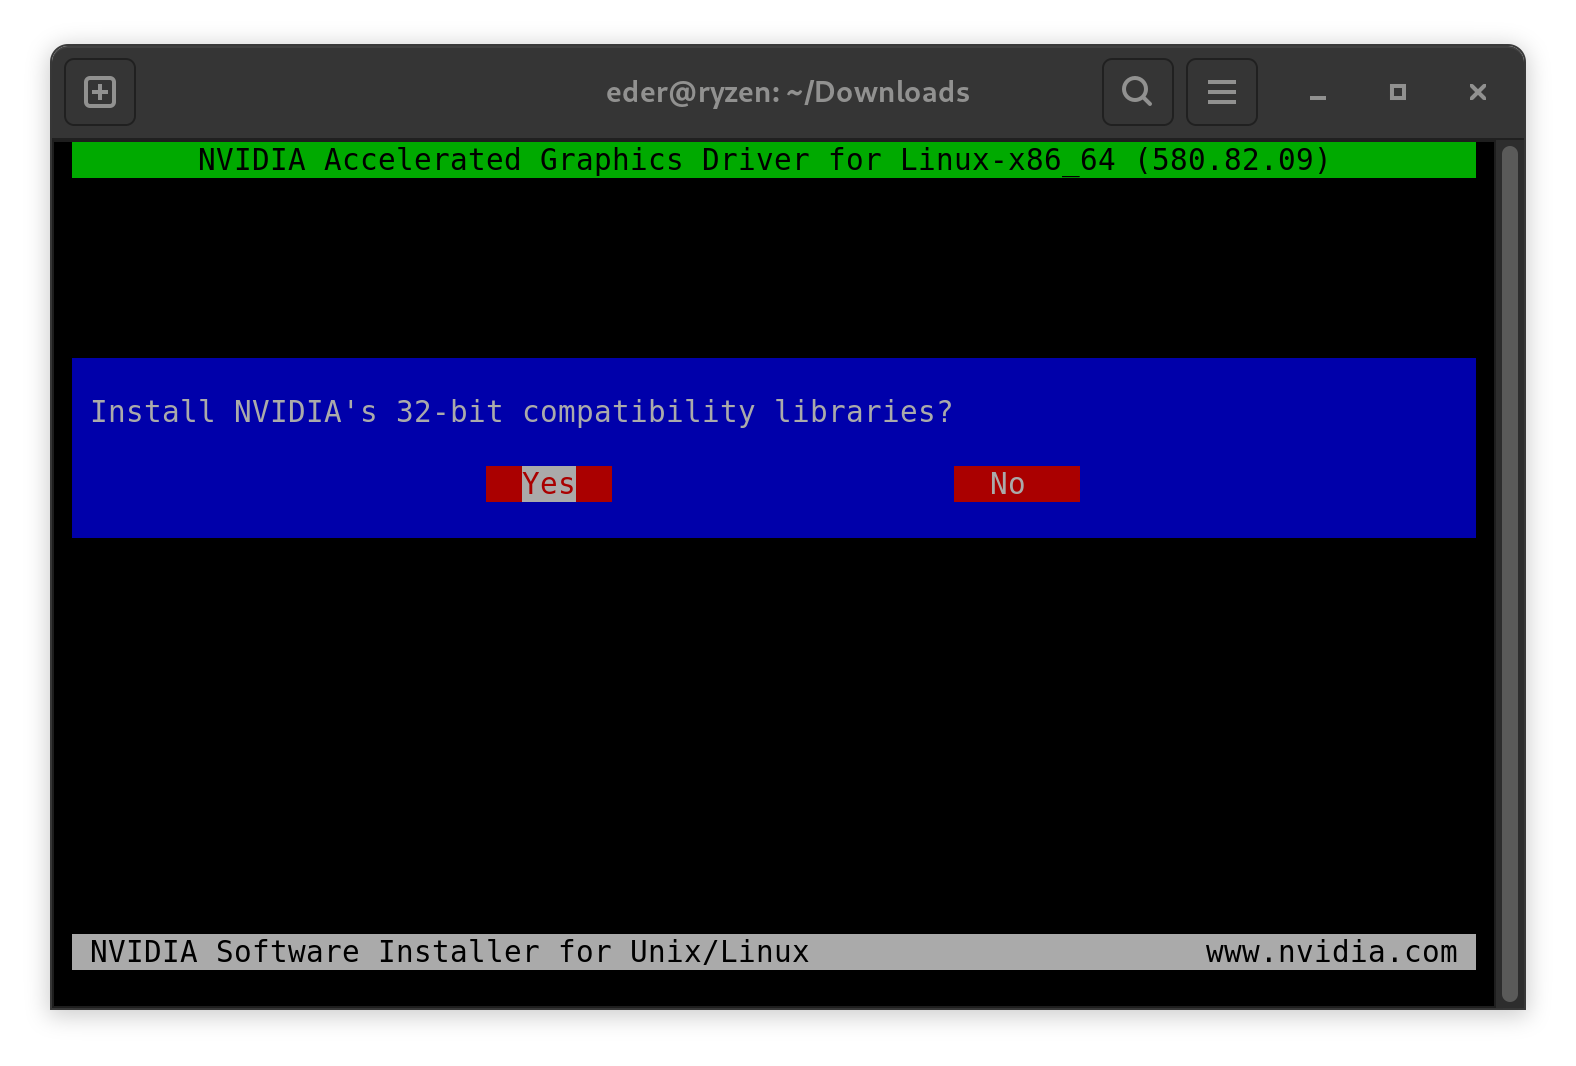 eder@ryzen: ~/Downloads
NVIDIA Accelerated Graphics Driver for Linux-x86_64 (580.82.09)
Install NVIDIA's 32-bit compatibility libraries?
Yes No
NVIDIA Software Installer for Unix/Linux www.nvidia.com